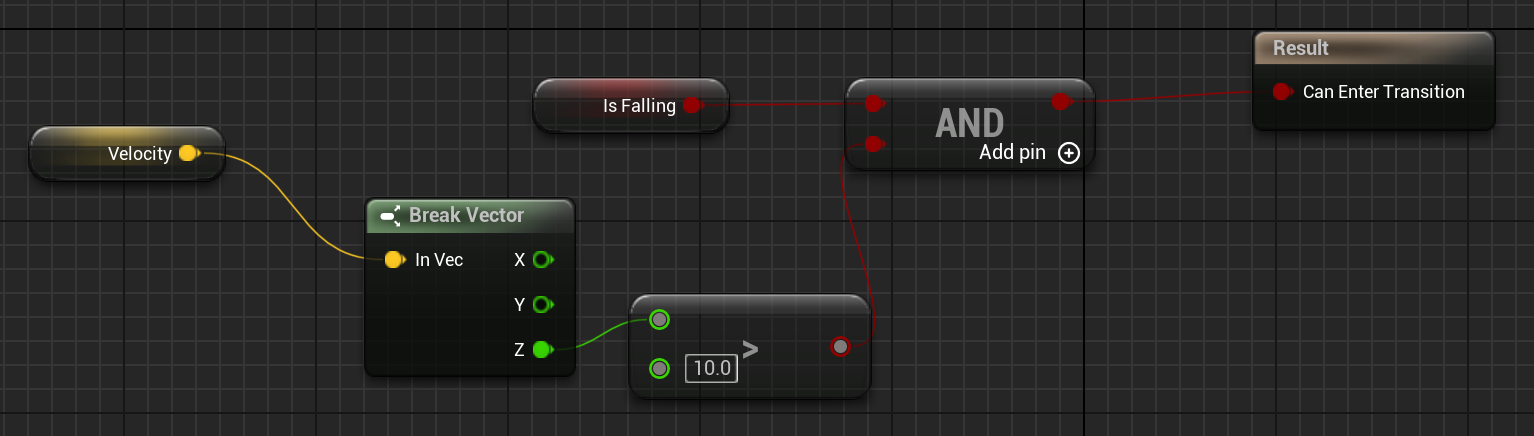 Result
Is Falling
Can Enter Transition
AND
Add pin
Velocity
Break Vector
In Vec
X
Y
Z
>
10.0